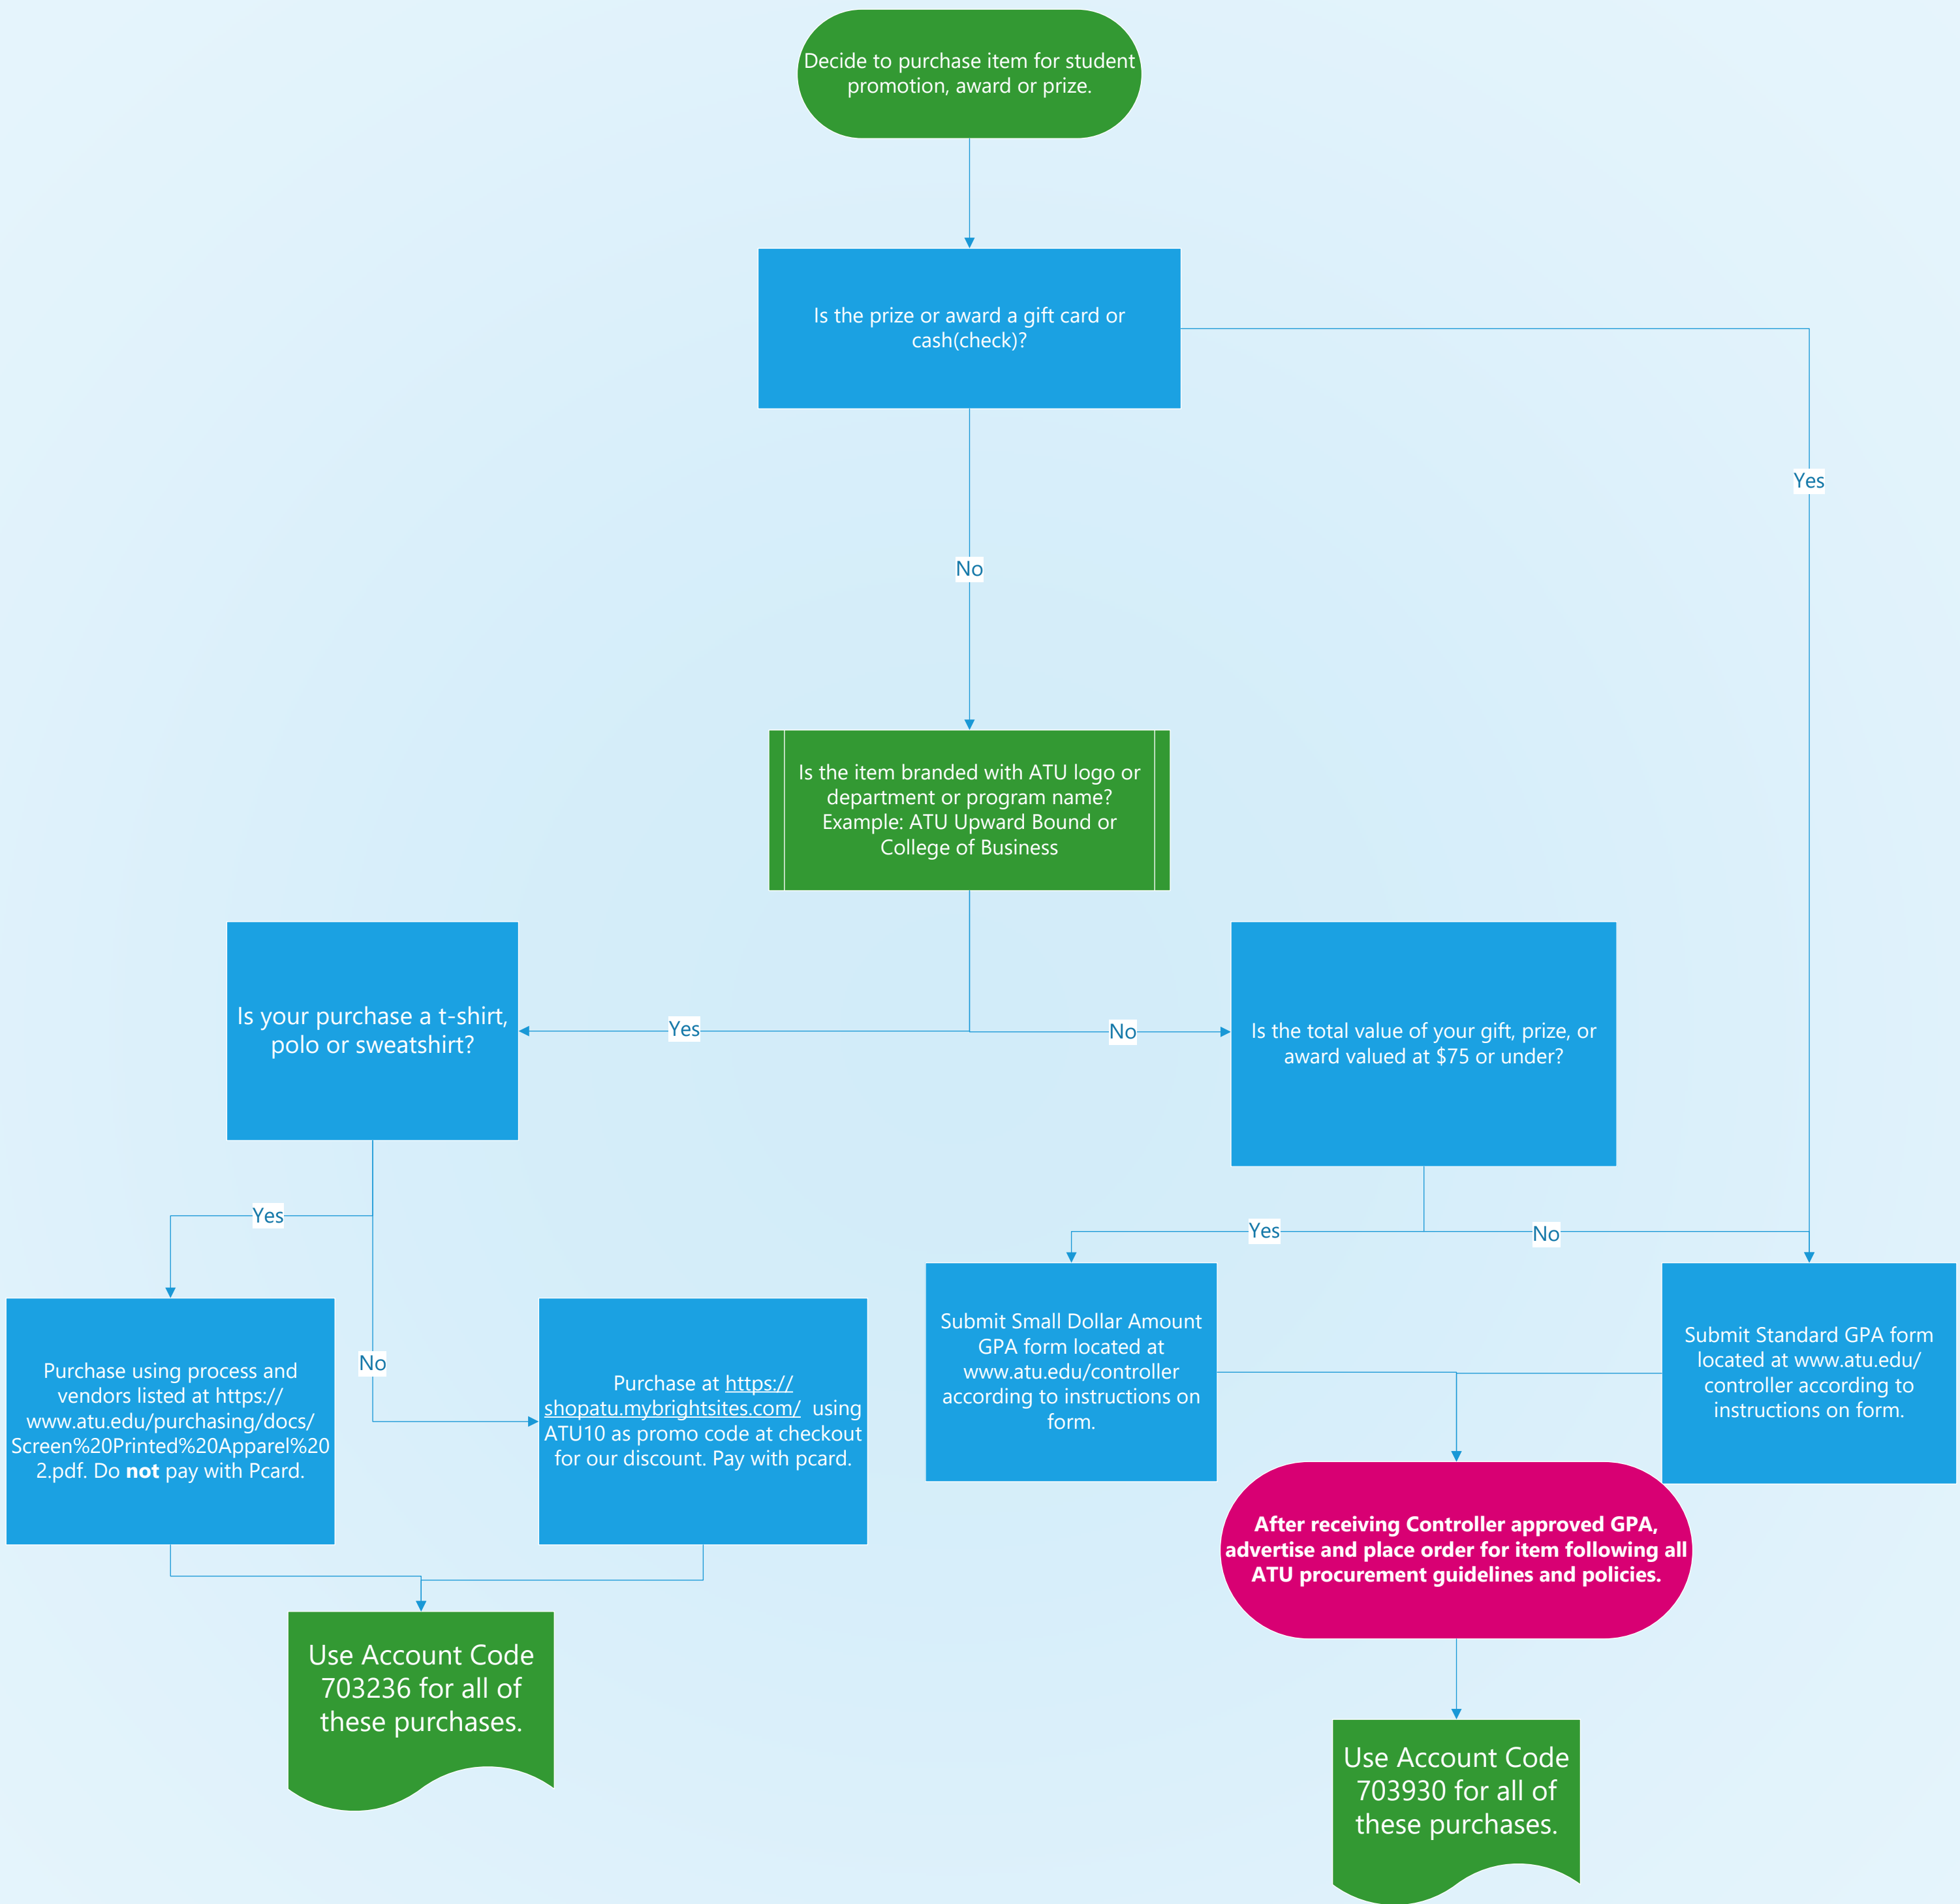 Decide to purchase item for student
promotion, award or prize.
Is the prize or award a gift card or
cash(check)?
Yes
No
Is the item branded with ATU logo or
department or program name?
Example: ATU Upward Bound or
College of Business
Is your purchase a t-shirt,
polo or sweatshirt?
Yes
No
Is the total value of your gift, prize, or
award valued at $75 or under?
Yes
No
Yes
No
Purchase using process and
vendors listed at https://
www.atu.edu/purchasing/docs/
Screen%20Printed%20Apparel%20
2.pdf. Do not pay with Pcard.
Purchase at https://
shopatu.mybrightsites.com/ using
ATU10 as promo code at checkout
for our discount. Pay with pcard.
Submit Small Dollar Amount
GPA form located at
www.atu.edu/controller
according to instructions on
form.
Submit Standard GPA form
located at www.atu.edu/
controller according to
instructions on form.
After receiving Controller approved GPA,
advertise and place order for item following all
ATU procurement guidelines and policies.
Use Account Code
703236 for all of
these purchases.
Use Account Code
703930 for all of
these purchases.